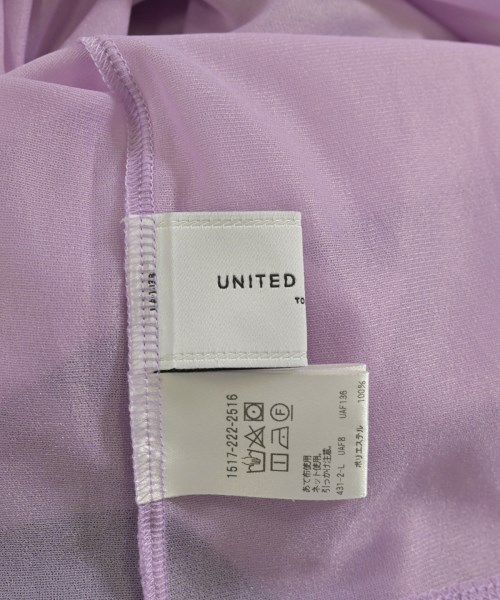 UNITED
TO
1517-222-2516
F
あて布使用
ネット使用。
引っかけ注意。
431-2-L UAF8 UAF136
ポリエステル 100%